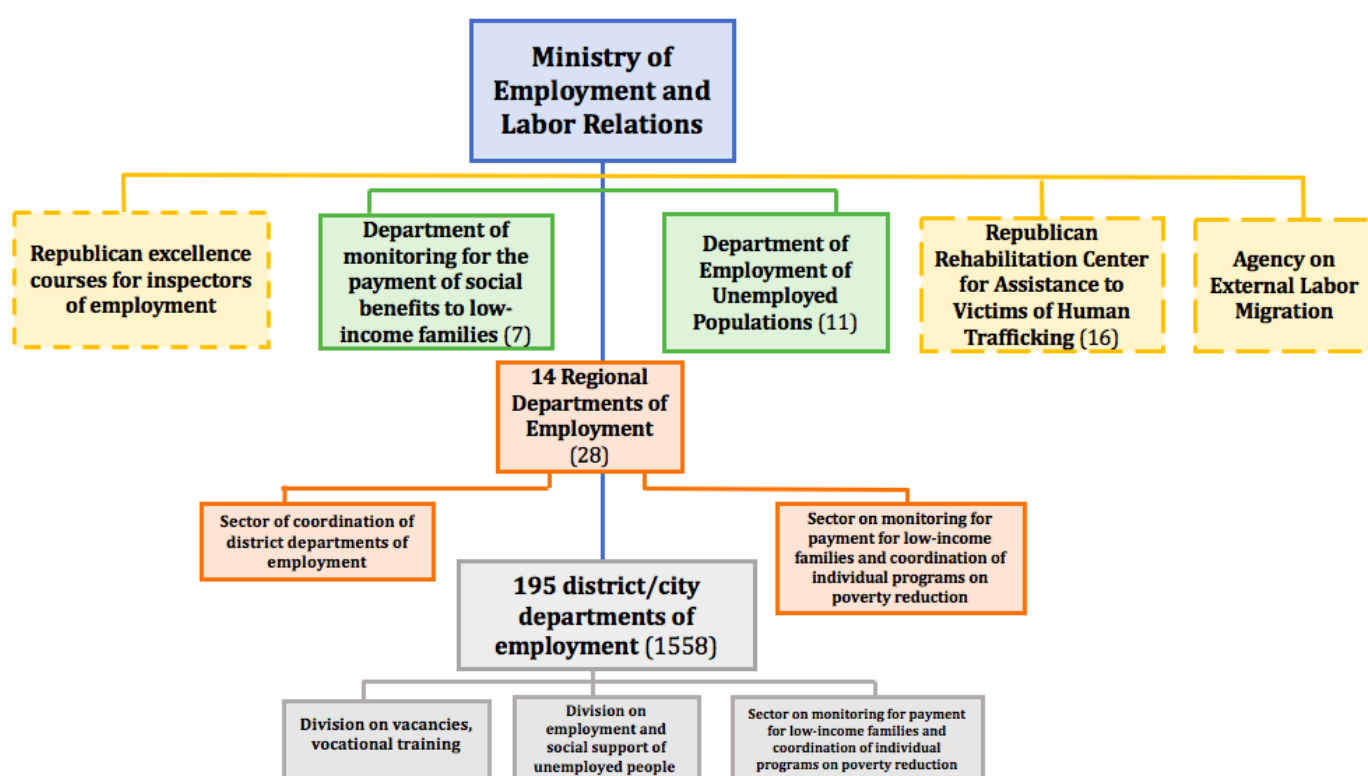 Ministry of
Employment and
Labor Relations
Republican excellence
courses for inspectors
of employment
Department of
monitoring for the
payment of social
benefits to low-
income families (7)
Department of
Employment of
Unemployed
Populations (11)
Republican
Rehabilitation Center
for Assistance to
Victims of Human
Trafficking (16)
Agency on
External Labor
Migration
14 Regional
Departments of
Employment
(28)
Sector of coordination of
district departments of
employment
Sector on monitoring for
payment for low-income
families and coordination of
individual programs on
poverty reduction
195 district/city
departments of
employment (1558)
Division on vacancies,
vocational training
Division on
employment and
social support of
unemployed people
Sector on monitoring for payment
for low-income families and
coordination of individual
programs on poverty reduction